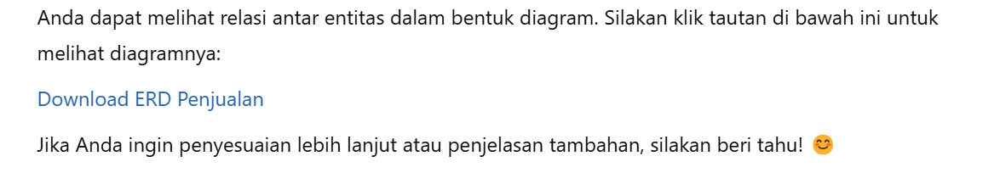 Anda dapat melihat relasi antar entitas dalam bentuk diagram. Silakan klik tautan di bawah ini untuk
melihat diagramnya:
Download ERD Penjualan
Jika Anda ingin penyesuaian lebih lanjut atau penjelasan tambahan, silakan beri tahu! 😊